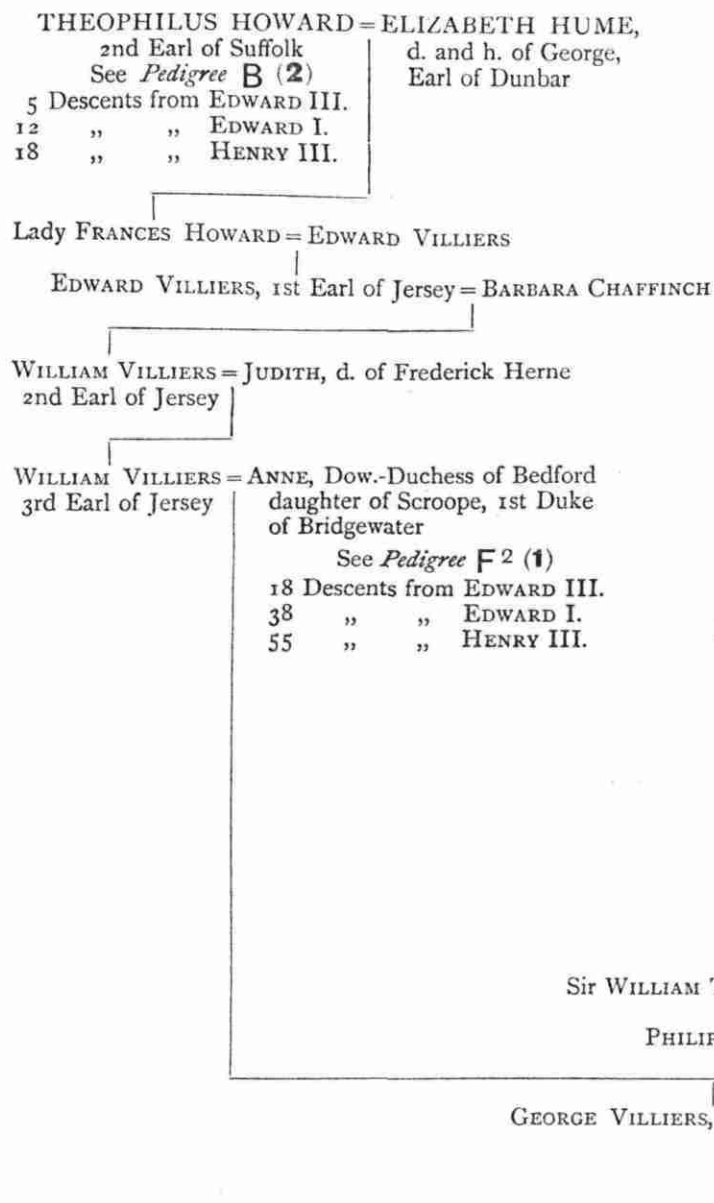 THEOPHILUS HOWARD = ELIZABETH HUME,
2nd Earl of Suffolk
d. and h. of George,
Earl of Dunbar
See Pedigree B (2)
5 Descents from EDWARD III.
12 „ „ EDWARD I.
18 „ „ HENRY III.
Lady FRANCES HOWARD = EDWARD VILLIERS
EDWARD VILLIERS, 1st Earl of Jersey = BARBARA CHAFFINCH
WILLIAM VILLIERS = JUDITH, d. of Frederick Herne
2nd Earl of Jersey
WILLIAM VILLIERS = ANNE, Dow.-Duchess of Bedford
3rd Earl of Jersey
daughter of Scroope, 1st Duke
of Bridgewater
See Pedigree F 2 (1)
18 Descents from EDWARD III.
38 „ „ EDWARD I.
55 „ „ HENRY III.
Sir WILLIAM
PHILIP
GEORGE VILLIERS,